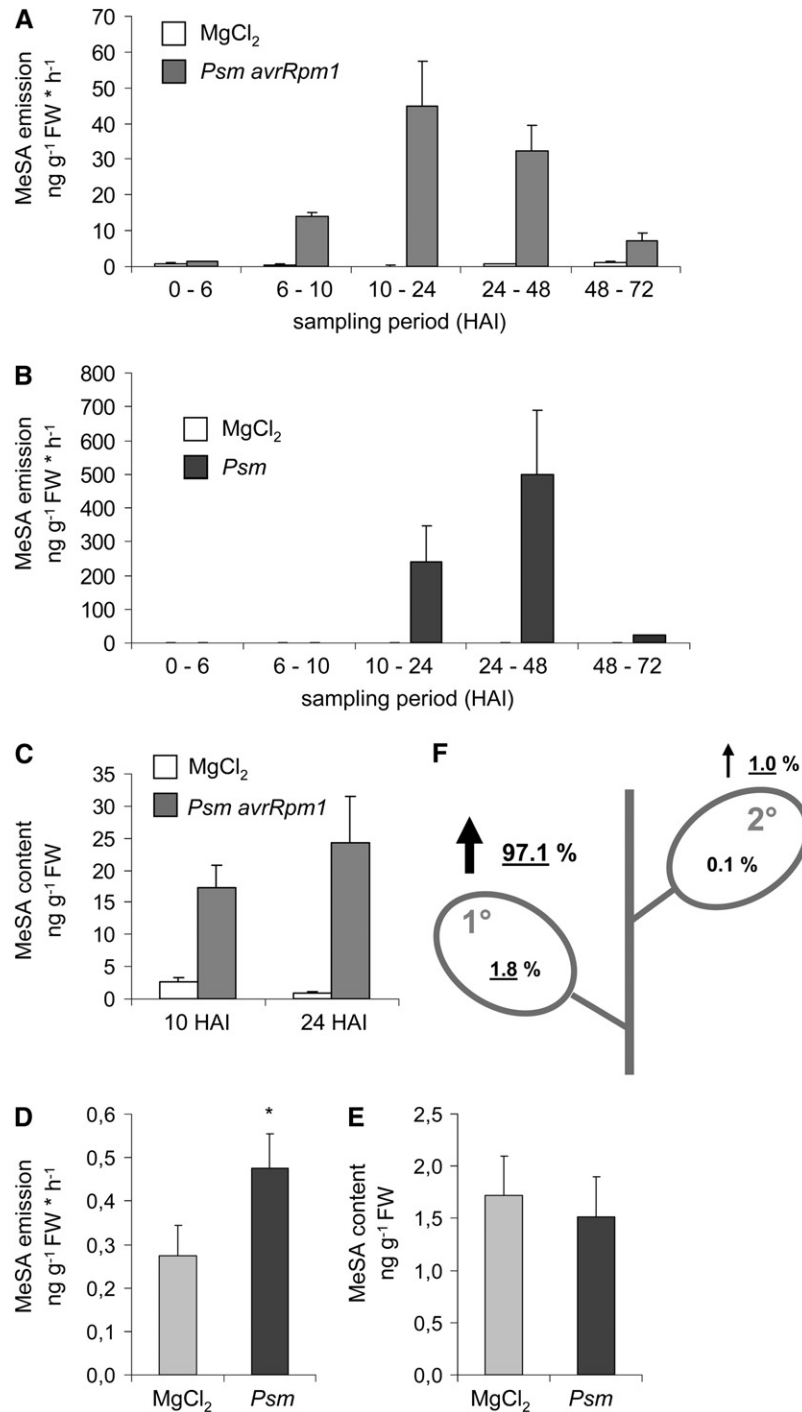 A
MgCl₂
Psm avrRpm1
MeSA emission
ng g⁻¹ FW * h⁻¹
70
60
50
40
30
20
10
0
0 - 6
6 - 10
10 - 24
24 - 48
48 - 72
sampling period (HAI)
B
MgCl₂
Psm
MeSA emission
ng g⁻¹ FW * h⁻¹
800
700
600
500
400
300
200
100
0
0 - 6
6 - 10
10 - 24
24 - 48
48 - 72
sampling period (HAI)
C
MgCl₂
Psm avrRpm1
MeSA content
ng g⁻¹ FW
35
30
25
20
15
10
5
0
10 HAI
24 HAI
F
1.0 %
2°
0.1 %
97.1 %
1°
1.8 %
D
MeSA emission
ng g⁻¹ FW * h⁻¹
0,6
0,5
0,4
0,3
0,2
0,1
0,0
*
MgCl₂
Psm
E
MeSA content
ng g⁻¹ FW
2,5
2,0
1,5
1,0
0,5
0,0
MgCl₂
Psm